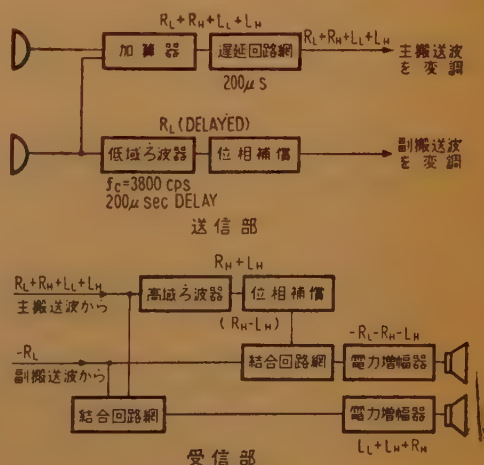 R_L+R_H+L_L+L_H
加算器
遅延回路網
R_L+R_H+L_L+L_H
主搬送波を変調
200μs
R_L(DELAYED)
低域ろ波器
位相補償
副搬送波を変調
f_c=3800 cps
200μ sec DELAY
送信部
R_H+L_H
R_L+R_H+L_L+L_H
主搬送波から
高域ろ波器
位相補償
(R_H-L_H)
-R_L
副搬送波から
結合回路網
-R_L-R_H-L_H
電力増幅器
結合回路網
電力増幅器
L_L+L_H+R_H
受信部